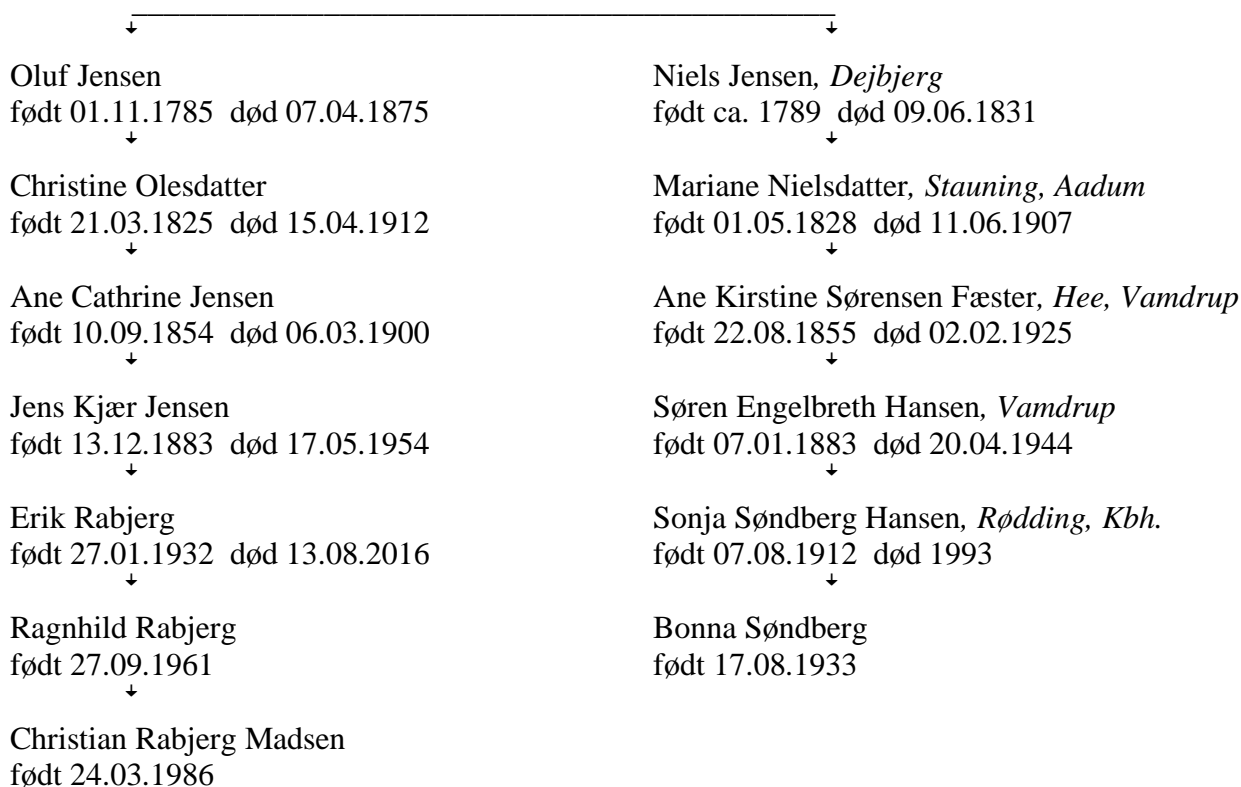 Oluf Jensen
født 01.11.1785 død 07.04.1875
Christine Olesdatter
født 21.03.1825 død 15.04.1912
Ane Cathrine Jensen
født 10.09.1854 død 06.03.1900
Jens Kjær Jensen
født 13.12.1883 død 17.05.1954
Erik Rabjerg
født 27.01.1932 død 13.08.2016
Ragnhild Rabjerg
født 27.09.1961
Christian Rabjerg Madsen
født 24.03.1986
Niels Jensen, Dejbjerg
født ca. 1789 død 09.06.1831
Mariane Nielsdatter, Stauning, Aadum
født 01.05.1828 død 11.06.1907
Ane Kirstine Sørensen Fæster, Hee, Vamdrup
født 22.08.1855 død 02.02.1925
Søren Engelbreth Hansen, Vamdrup
født 07.01.1883 død 20.04.1944
Sonja Søndberg Hansen, Rødding, Kbh.
født 07.08.1912 død 1993
Bonna Søndberg
født 17.08.1933